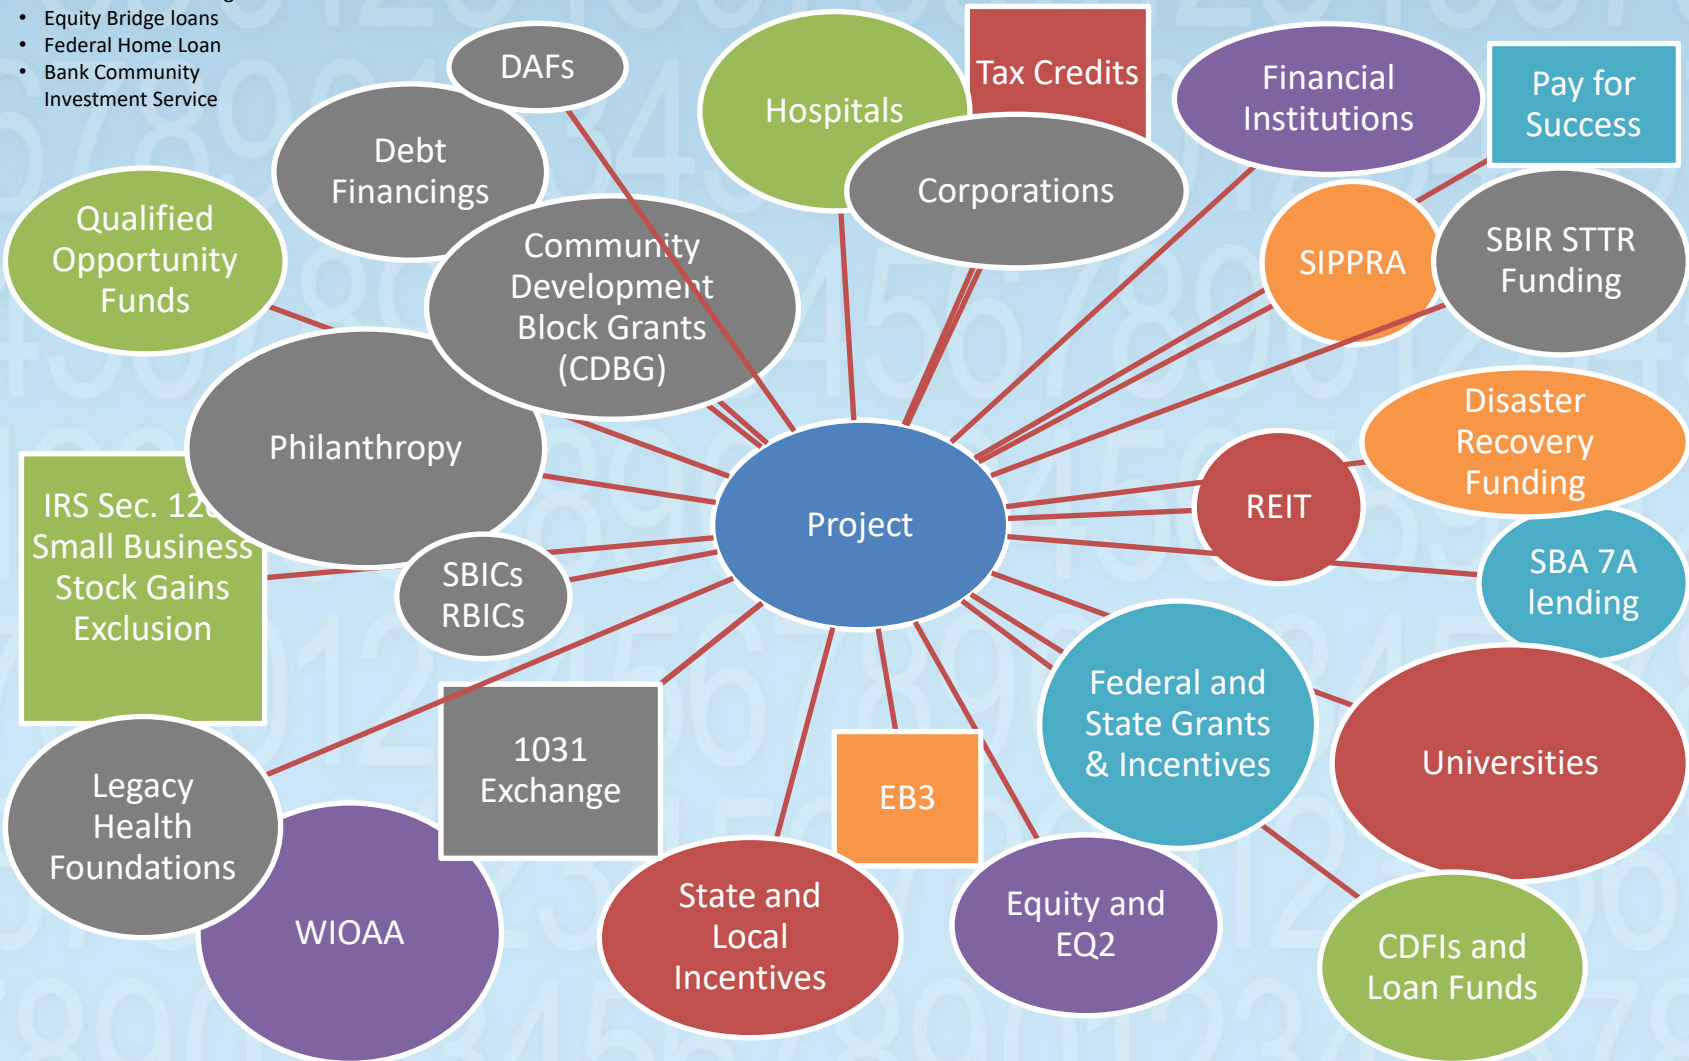 • Equity Bridge loans
• Federal Home Loan
• Bank Community
Investment Service
DAFs
Debt
Financings
Hospitals
Tax Credits
Corporations
Financial
Institutions
Pay for
Success
Qualified
Opportunity
Funds
Community
Development
Block Grants
(CDBG)
SIPPRA
SBIR STTR
Funding
Philanthropy
Disaster
Recovery
Funding
Project
REIT
IRS Sec.
Small Business
Stock Gains
Exclusion
SBICs
RBICs
SBA 7A
lending
Federal and
State Grants
& Incentives
Universities
1031
Exchange
EB3
Legacy
Health
Foundations
WIOAA
State and
Local
Incentives
Equity and
EQ2
CDFIs and
Loan Funds